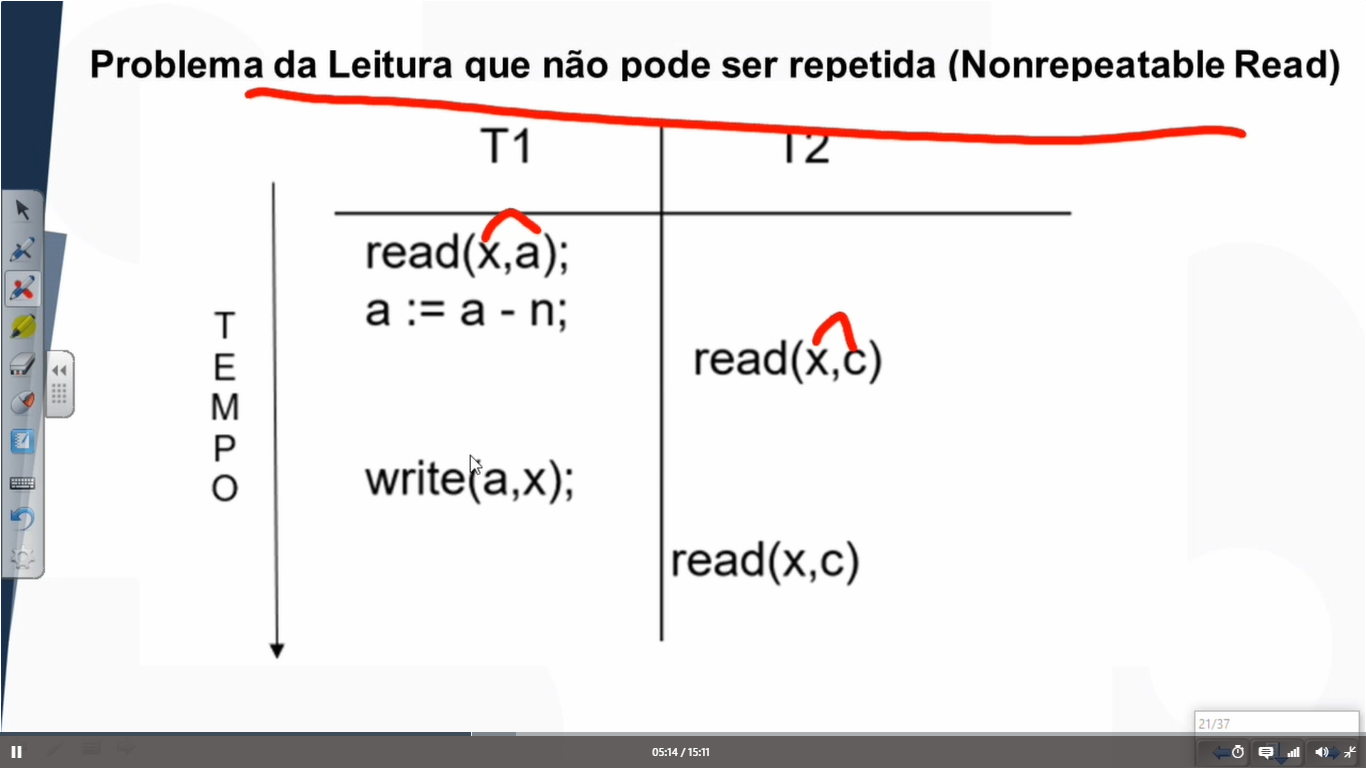 Problema da Leitura que não pode ser repetida (Nonrepeatable Read)
T1
T2
read(x,a);
a := a - n;
read(x,c)
write(a,x);
read(x,c)
T
E
M
P
O
21/37
05:14 / 15:11